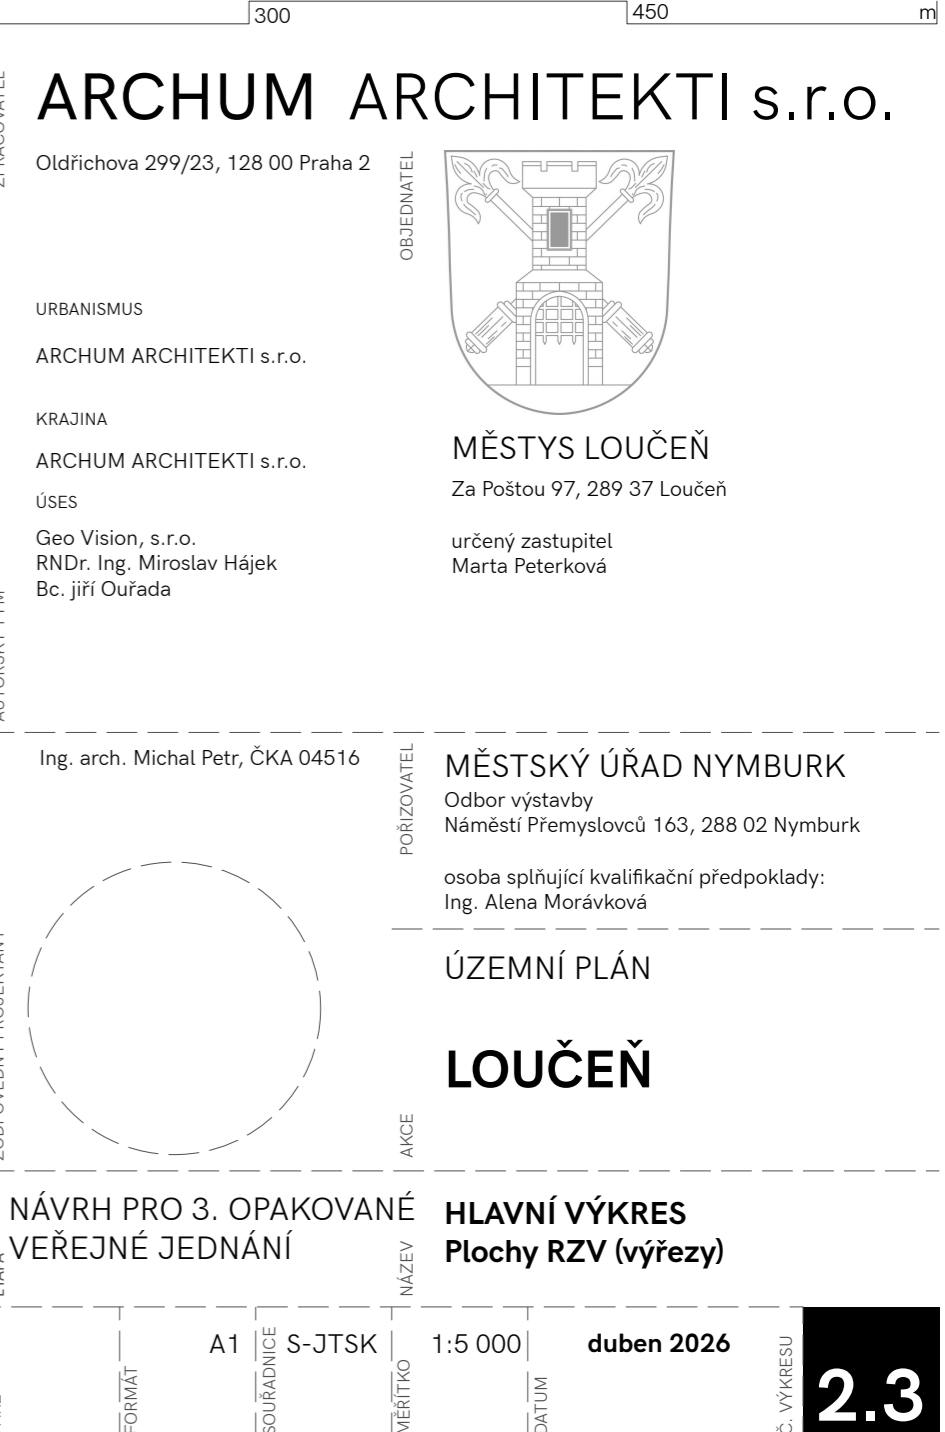 300
450
m
ARCHUM ARCHITEKTI s.r.o.
Oldřichova 299/23, 128 00 Praha 2
OBJEDNATEL
URBANISMUS
ARCHUM ARCHITEKTI s.r.o.
KRAJINA
ARCHUM ARCHITEKTI s.r.o.
ÚSES
Geo Vision, s.r.o.
RNDr. Ing. Miroslav Hájek
Bc. jiří Ouřada
MĚSTYS LOUČEŇ
Za Poštou 97, 289 37 Loučeň
určený zastupitel
Marta Peterková
Ing. arch. Michal Petr, ČKA 04516
POŘIZOVATEL
MĚSTSKÝ ÚŘAD NYMBURK
Odbor výstavby
Náměstí Přemyslovců 163, 288 02 Nymburk
osoba splňující kvalifikační předpoklady:
Ing. Alena Morávková
AKCE
ÚZEMNÍ PLÁN
LOUČEŇ
NÁVRH PRO 3. OPAKOVANÉ
VEŘEJNÉ JEDNÁNÍ
NÁZEV
HLAVNÍ VÝKRES
Plochy RZV (výřezy)
FORMÁT
A1
SOUŘADNICE
S-JTSK
MĚŘÍTKO
1:5 000
DATUM
duben 2026
Č. VÝKRESU
2.3